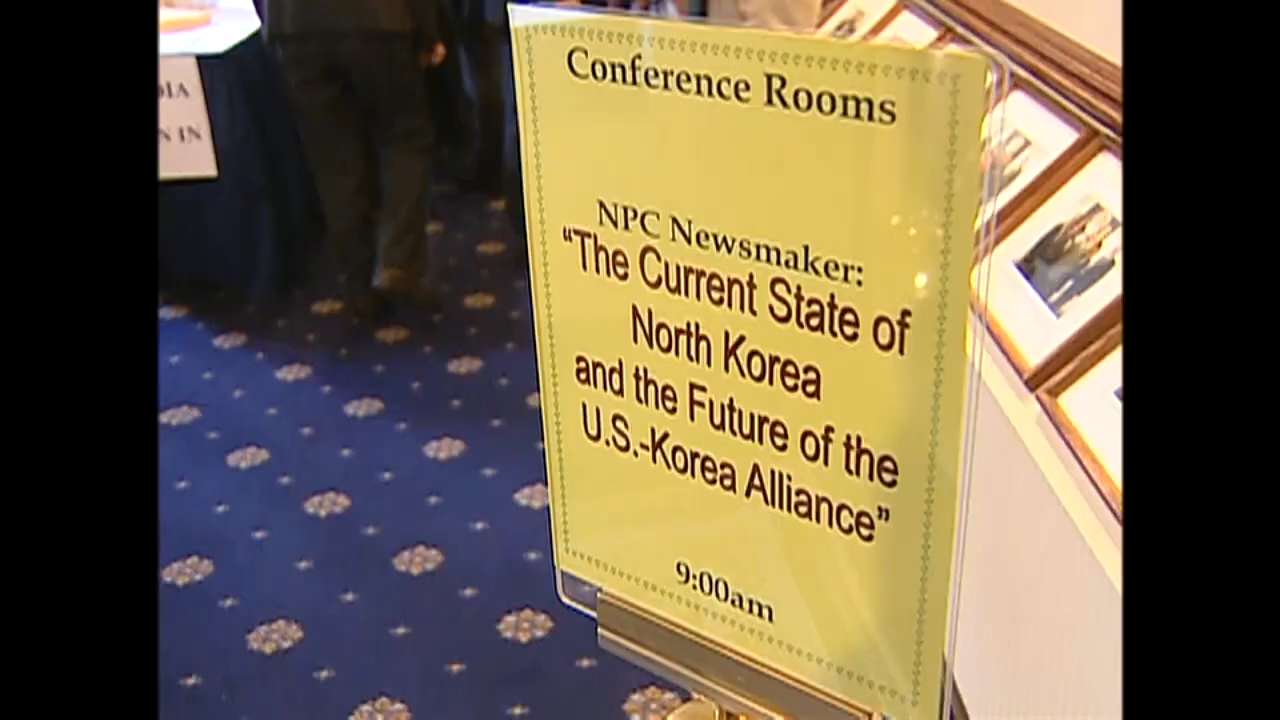 Conference Rooms
NPC Newsmaker:
“The Current State of
North Korea
and the Future of the
U.S.-Korea Alliance”
9:00am
IN